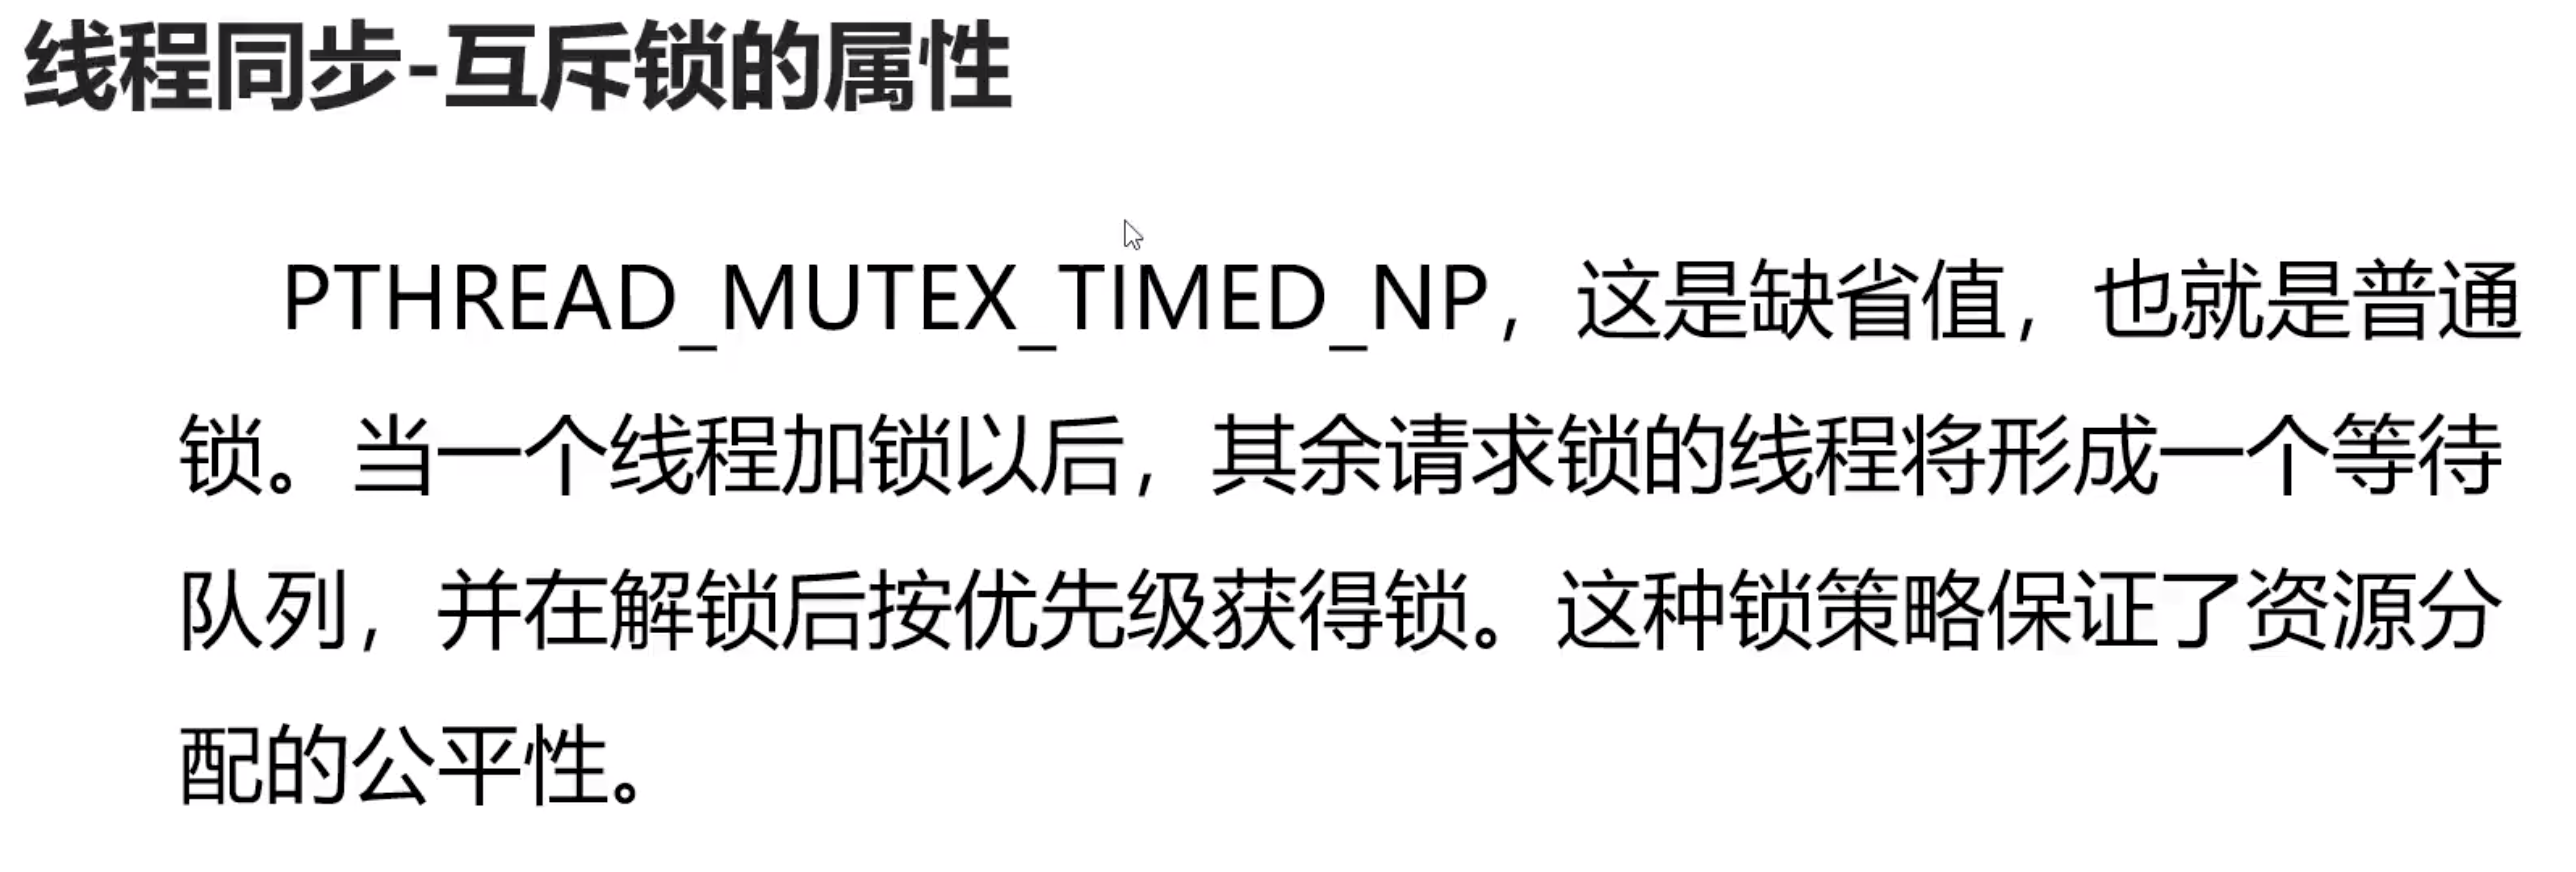 线程同步-互斥锁的属性
PTHREAD_MUTEX_TIMED_NP，这是缺省值，也就是普通
锁。当一个线程加锁以后，其余请求锁的线程将形成一个等待
队列，并在解锁后按优先级获得锁。这种锁策略保证了资源分
配的公平性。